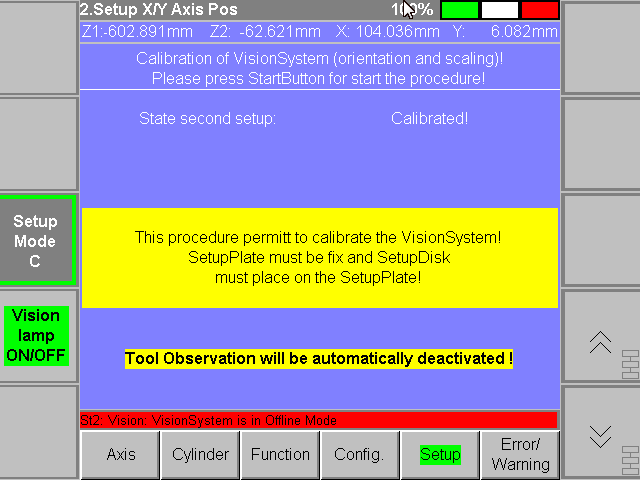 2.Setup X/Y Axis Pos 100%
Z1:-602.891mm Z2: -62.621mm X: 104.036mm Y: 6.082mm
Calibration of VisionSystem (orientation and scaling)!
Please press StartButton for start the procedure!
State second setup: Calibrated!
Setup
Mode
C
This procedure permitt to calibrate the VisionSystem!
SetupPlate must be fix and SetupDisk
must place on the SetupPlate!
Vision
lamp
ON/OFF
Tool Observation will be automatically deactivated !
St2: Vision: VisionSystem is in Offline Mode
Axis Cylinder Function Config. Setup Error/
Warning